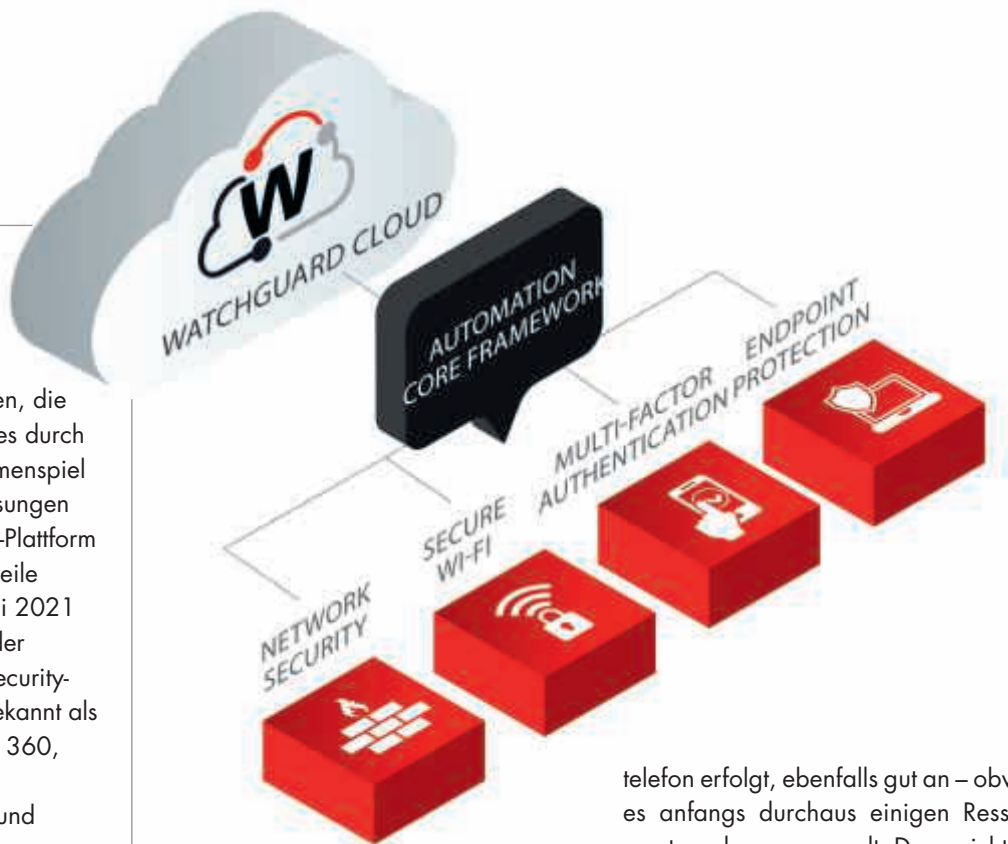 W
WATCHGUARD CLOUD
AUTOMATION
CORE FRAMEWORK
NETWORK
SECURITY
SECURE
WI-FI
MULTI-FACTOR
AUTHENTICATION
ENDPOINT
PROTECTION
en, die
es durch
menspiel
sungen
-Plattform
eile
i 2021
der
ecurity-
ekannt als
360,
und
telefon erfolgt, ebenfalls gut an – obw
es anfangs durchaus einigen Ress